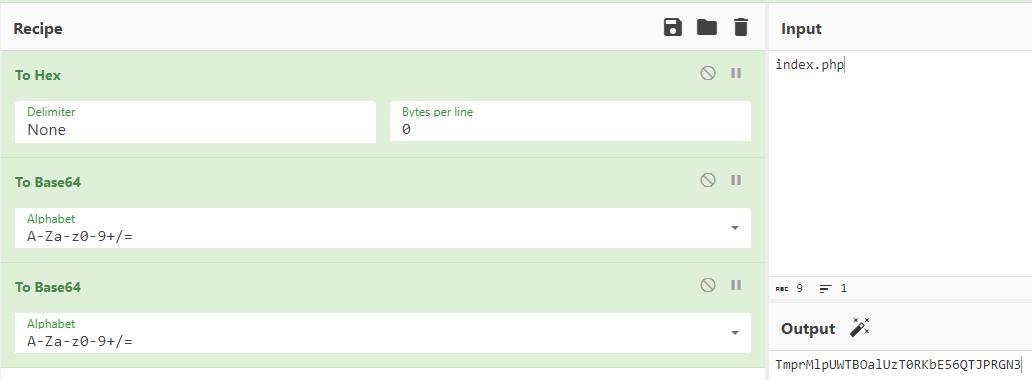 Recipe
To Hex
Delimiter
None
Bytes per line
0
To Base64
Alphabet
A-Za-z0-9+/=
To Base64
Alphabet
A-Za-z0-9+/=
Input
index.php
ABC 9 1
Output
TmprMlpUWTBOalUzT0RKbE56QTJPRGN3